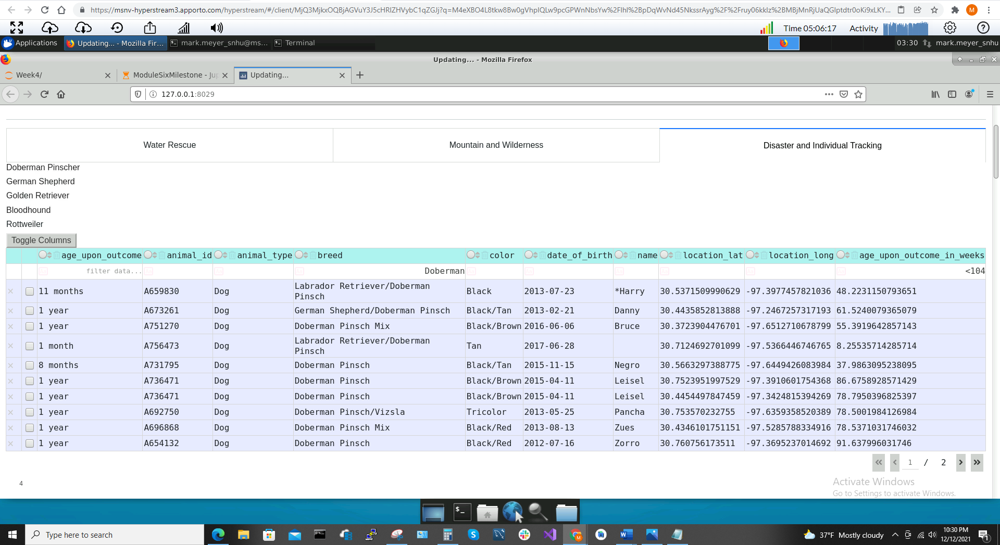 https://msnv-hyperstream3.apporto.com/hyperstream/#/client/
Time 05:06:17 Activity
Applications Updating... - Mozilla Fir... mark.meyer_snhu@ms... Terminal 03:30 mark.meyer_snhu
Updating... - Mozilla Firefox
Week4/ ModuleSixMilestone - Updating...
127.0.0.1:8029
Water Rescue Mountain and Wilderness Disaster and Individual Tracking
Doberman Pinscher
German Shepherd
Golden Retriever
Bloodhound
Rottweiler
Toggle Columns
age_upon_outcome animal_id animal_type breed color date_of_birth name location_lat location_long age_upon_outcome_in_weeks
filter data... Doberman <104
11 months A659830 Dog Labrador Retriever/Doberman Pinsch Black 2013-07-23 *Harry 30.5371509990629 -97.3977457821036 48.2231150793651
1 year A673261 Dog German Shepherd/Doberman Pinsch Black/Tan 2013-02-21 Danny 30.4435852813888 -97.2467257317193 61.5240079365079
1 year A751270 Dog Doberman Pinsch Mix Black/Brown 2016-06-06 Bruce 30.3723904476701 -97.6512710678799 55.3919642857143
1 month A756473 Dog Labrador Retriever/Doberman Pinsch Tan 2017-06-28 30.7124692701099 -97.5366446746765 8.25535714285714
8 months A731795 Dog Doberman Pinsch Black/Tan 2015-11-15 Negro 30.5663297388775 -97.6449426083984 37.9863095238095
1 year A736471 Dog Doberman Pinsch Black/Brown 2015-04-11 Leisel 30.7523951997529 -97.3910601754368 86.6758928571429
1 year A736471 Dog Doberman Pinsch Black/Brown 2015-04-11 Leisel 30.4454497847459 -97.3424815394269 78.7950396825397
1 year A692750 Dog Doberman Pinsch/Vizsla Tricolor 2013-05-25 Pancha 30.753570232755 -97.6359358520389 78.5001984126984
1 year A696868 Dog Doberman Pinsch Mix Black/Red 2013-08-13 Zues 30.4346101751151 -97.5285788334916 78.5371031746032
1 year A654132 Dog Doberman Pinsch Black/Red 2012-07-16 Zorro 30.760756173511 -97.3695237014692 91.637996031746
1 / 2
4
Activate Windows
Go to Settings to activate Windows.
Type here to search 37°F Mostly cloudy 10:30 PM
12/12/2021